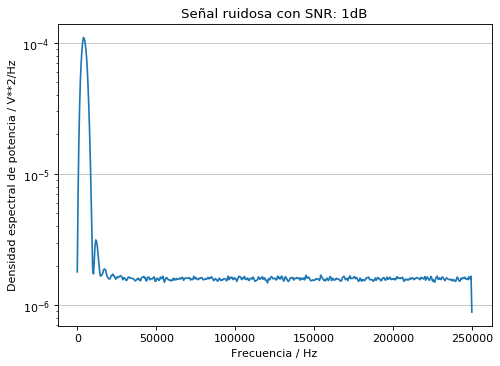 Señal ruidosa con SNR: 1dB
Densidad espectral de potencia / V**2/Hz
10⁻⁴
10⁻⁵
10⁻⁶
0 50000 100000 150000 200000 250000
Frecuencia / Hz